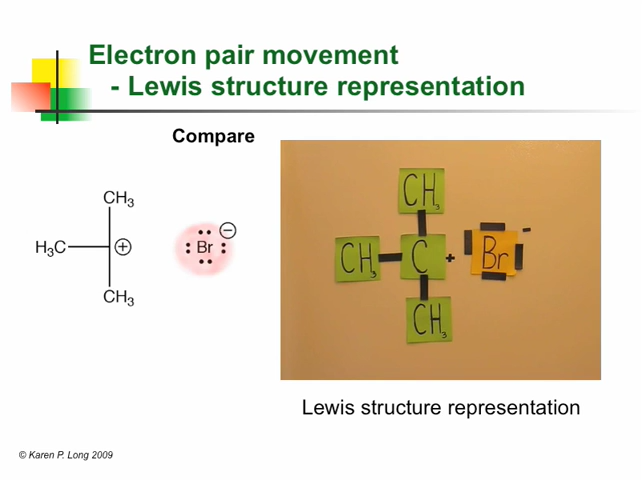 Electron pair movement
- Lewis structure representation
Compare
CH₃
H₃C
⊕
Br
⊖
CH₃
CH₃
CH₃
C
+
Br
-
CH₃
Lewis structure representation
© Karen P. Long 2009